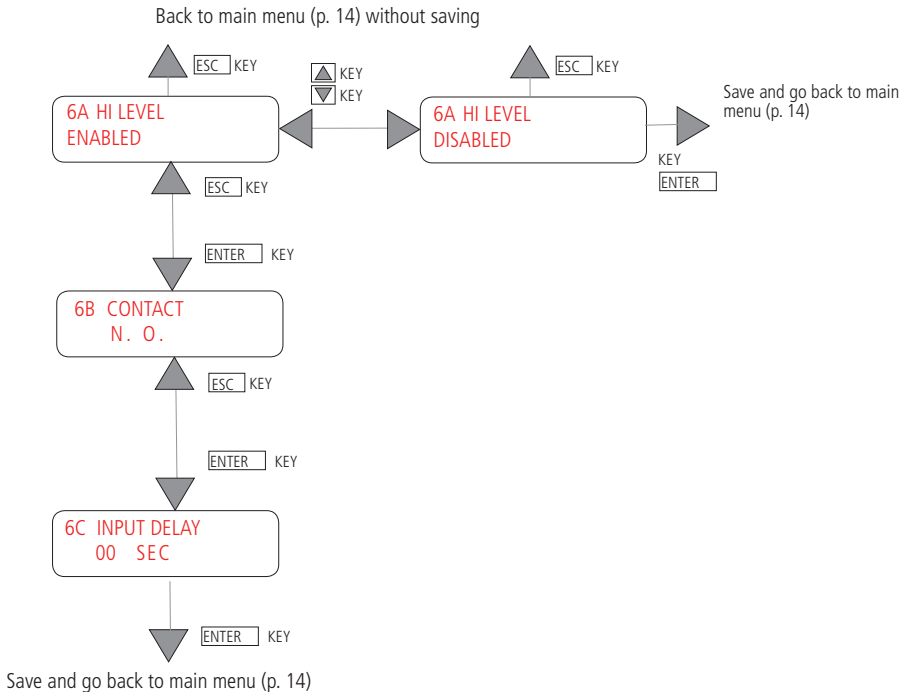 Back to main menu (p. 14) without saving
ESC KEY
KEY
KEY
ESC KEY
6A HI LEVEL
ENABLED
6A HI LEVEL
DISABLED
Save and go back to main
menu (p. 14)
KEY
ENTER
ESC KEY
ENTER KEY
6B CONTACT
N. O.
ESC KEY
ENTER KEY
6C INPUT DELAY
00 SEC
ENTER KEY
Save and go back to main menu (p. 14)